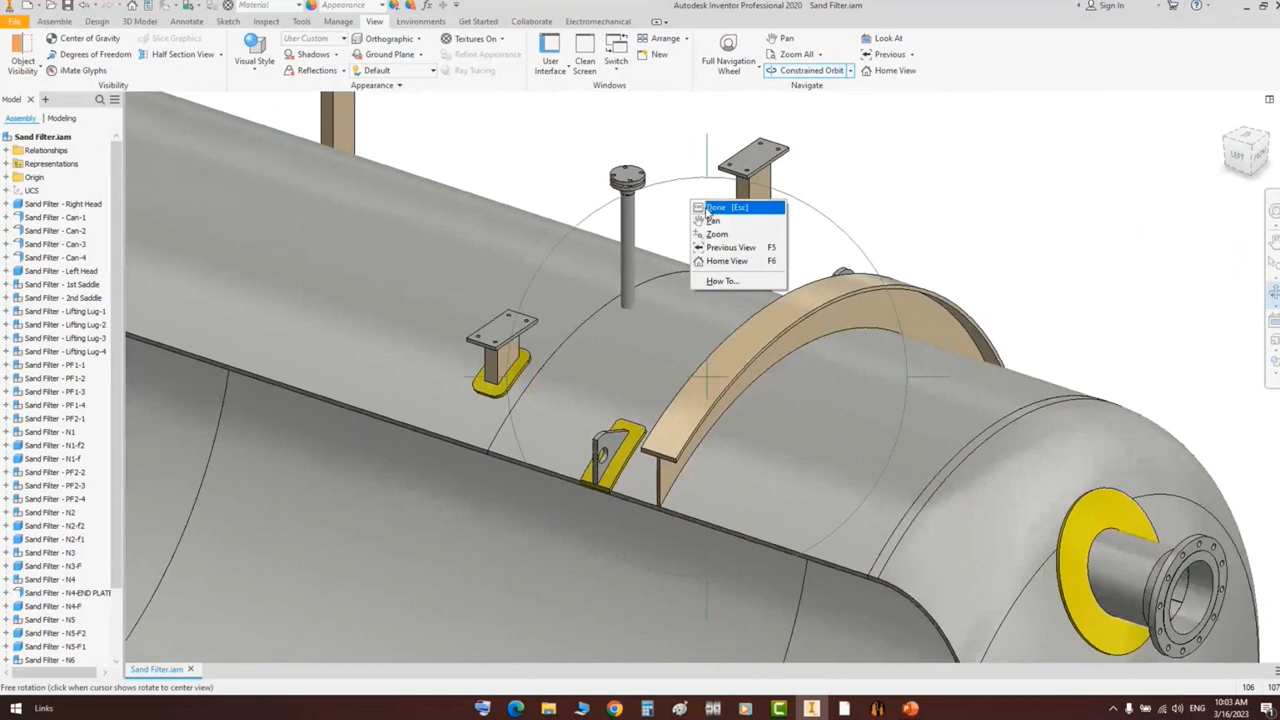 Material
Appearance
Autodesk Inventor Professional 2020 Sand Filter.iam
Sign In
File Assemble Design 3D Model Sketch Annotate Inspect Tools Manage View Environments Get Started Collaborate Electromechanical
Object Visibility
Center of Gravity
Degrees of Freedom
iMate Glyphs
Slice Graphics
Half Section View
Visibility
Visual Style
User Custom
Shadows
Reflections
Orthographic
Ground Plane
Default
Textures On
Refine Appearance
Ray Tracing
Appearance
User Interface
Clean Screen
Switch
Arrange
New
Windows
Full Navigation Wheel
Pan
Zoom All
Constrained Orbit
Look At
Previous
Home View
Navigate
Model
Assembly Modeling
Sand Filter.iam
Relationships
Representations
Origin
UCS
Sand Filter - Right Head
Sand Filter - Can-1
Sand Filter - Can-2
Sand Filter - Can-3
Sand Filter - Can-4
Sand Filter - Left Head
Sand Filter - 1st Saddle
Sand Filter - 2nd Saddle
Sand Filter - Lifting Lug-1
Sand Filter - Lifting Lug-2
Sand Filter - Lifting Lug-3
Sand Filter - Lifting Lug-4
Sand Filter - PF1-1
Sand Filter - PF1-2
Sand Filter - PF1-3
Sand Filter - PF1-4
Sand Filter - PF2-1
Sand Filter - N1
Sand Filter - N1-f2
Sand Filter - N1-f
Sand Filter - PF2-2
Sand Filter - PF2-3
Sand Filter - PF2-4
Sand Filter - N2
Sand Filter - N2-f2
Sand Filter - N2-f1
Sand Filter - N3
Sand Filter - N3-F
Sand Filter - N4
Sand Filter - N4-END PLATE
Sand Filter - N4-F
Sand Filter - N5
Sand Filter - N5-F2
Sand Filter - N5-F1
Sand Filter - N6
Done [Esc]
Pan
Zoom
Previous View F5
Home View F6
How To...
LEFT
Sand Filter.iam
Free rotation (click when cursor shows rotate to center view)
106 107
Links
10:03 AM
3/16/2023